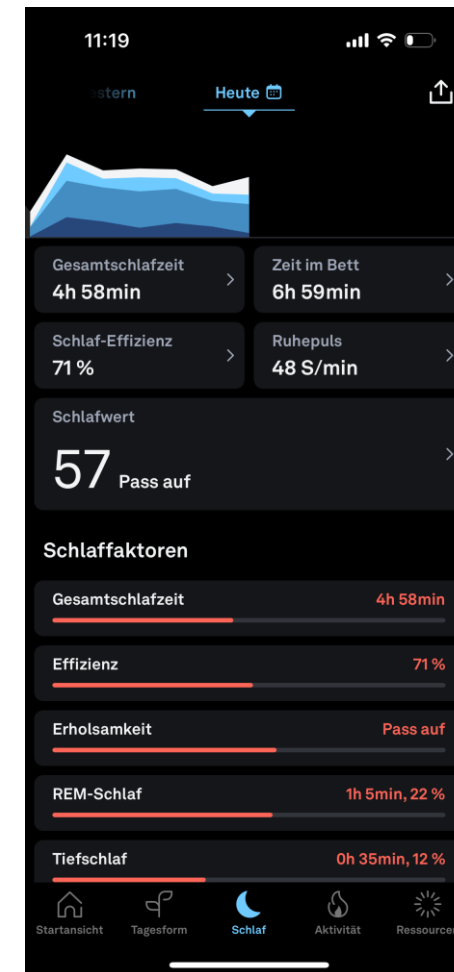 11:19
stern
Heute
Gesamtschlafzeit
4h 58min
Zeit im Bett
6h 59min
Schlaf-Effizienz
71 %
Ruhepuls
48 S/min
Schlafwert
57 Pass auf
Schlaffaktoren
Gesamtschlafzeit 4h 58min
Effizienz 71 %
Erholsamkeit Pass auf
REM-Schlaf 1h 5min, 22 %
Tiefschlaf 0h 35min, 12 %
Startansicht Tagesform Schlaf Aktivität Ressourcen